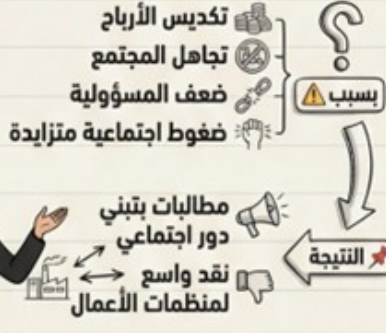 تكديس الأرباح
تجاهل المجتمع
بسبب
ضعف المسؤولية
ضغوط اجتماعية متزايدة
مطالبات بتبني
دور اجتماعي
النتيجة
نقد واسع
لمنظمات الأعمال